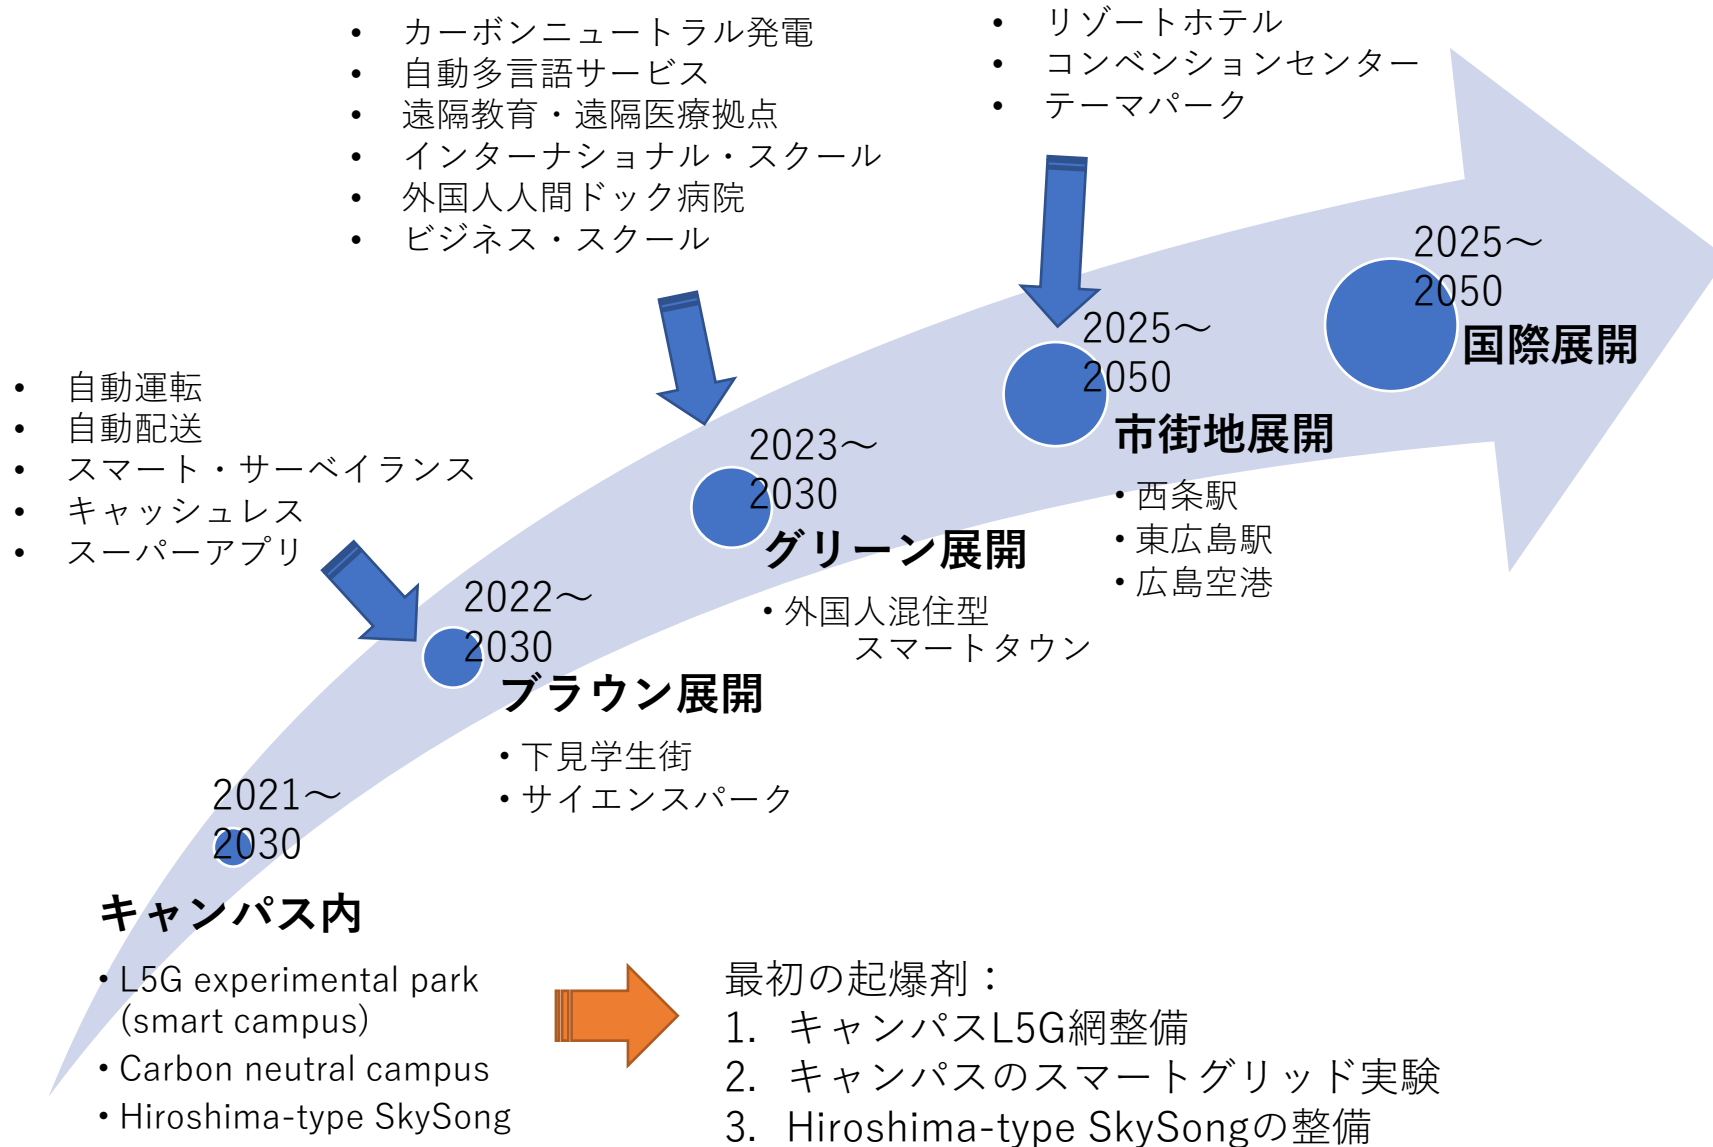 • カーボンニュートラル発電
• 自動多言語サービス
• 遠隔教育・遠隔医療拠点
• インターナショナル・スクール
• 外国人人間ドック病院
• ビジネス・スクール
• リゾートホテル
• コンベンションセンター
• テーマパーク
• 自動運転
• 自動配送
• スマート・サーベイランス
• キャッシュレス
• スーパーアプリ
2025～
2050
国際展開
2025～
2050
市街地展開
• 西条駅
• 東広島駅
• 広島空港
2023～
2030
グリーン展開
• 外国人混住型
スマートタウン
2022～
2030
ブラウン展開
• 下見学生街
• サイエンスパーク
2021～
2030
キャンパス内
• L5G experimental park
(smart campus)
• Carbon neutral campus
• Hiroshima-type SkySong
最初の起爆剤：
1. キャンパスL5G網整備
2. キャンパスのスマートグリッド実験
3. Hiroshima-type SkySongの整備